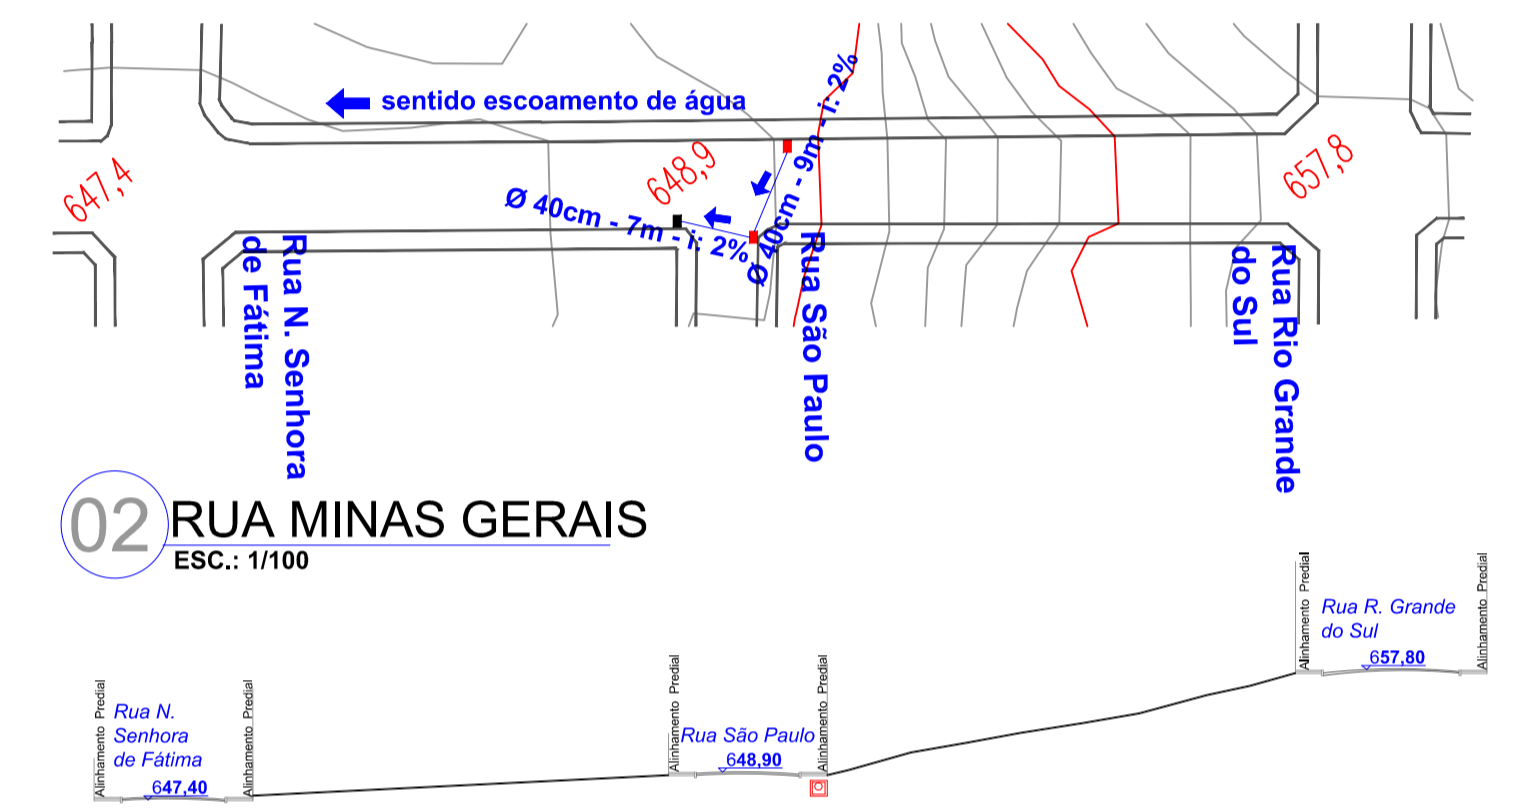 sentido escoamento de água
Ø 40cm - 9m - i: 2%
647,4
648,9
657,8
Ø 40cm - 7m - i: 2%
Rua N. Senhora
de Fátima
Rua São Paulo
Rua Rio Grande
do Sul
02
RUA MINAS GERAIS
ESC.: 1/100
Alinhamento Predial
Rua N.
Senhora
de Fátima
647,40
Alinhamento Predial
Alinhamento Predial
Rua São Paulo
648,90
Alinhamento Predial
Alinhamento Predial
Rua R. Grande
do Sul
657,80
Alinhamento Predial